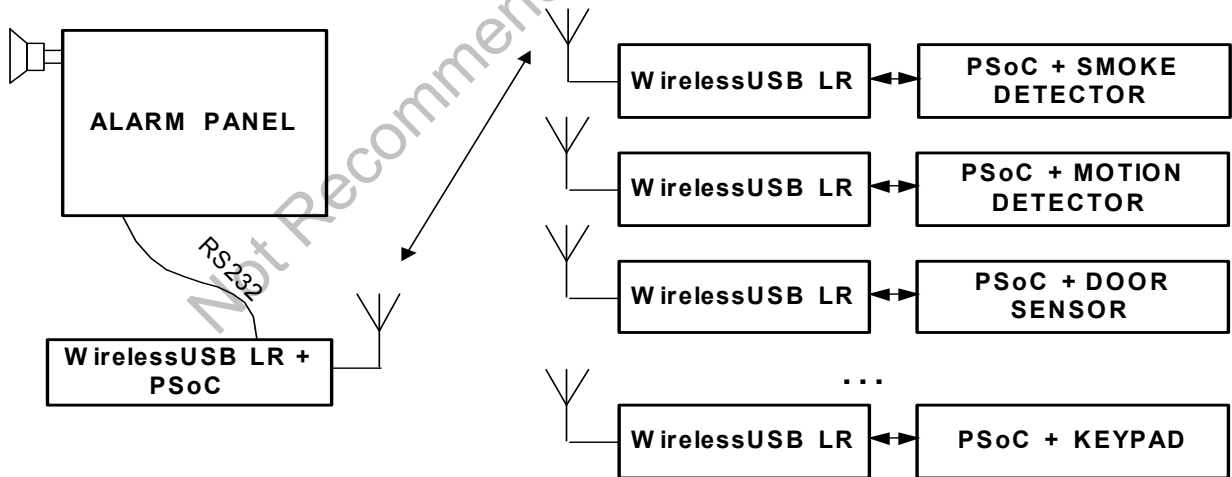 ALARM PANEL
RS232
WirelessUSB LR +
PSoC
WirelessUSB LR
PSoC + SMOKE
DETECTOR
WirelessUSB LR
PSoC + MOTION
DETECTOR
WirelessUSB LR
PSoC + DOOR
SENSOR
...
WirelessUSB LR
PSoC + KEYPAD
Not